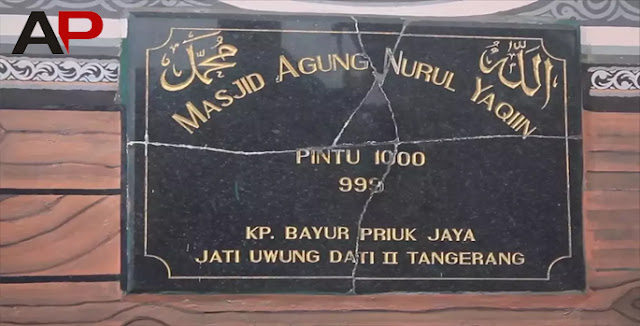 AP
محمد
الله
MASJID AGUNG NURUL YAQIIN
PINTU 1000
999
KP. BAYUR PRIUK JAYA
JATI UWUNG DATI II TANGERANG